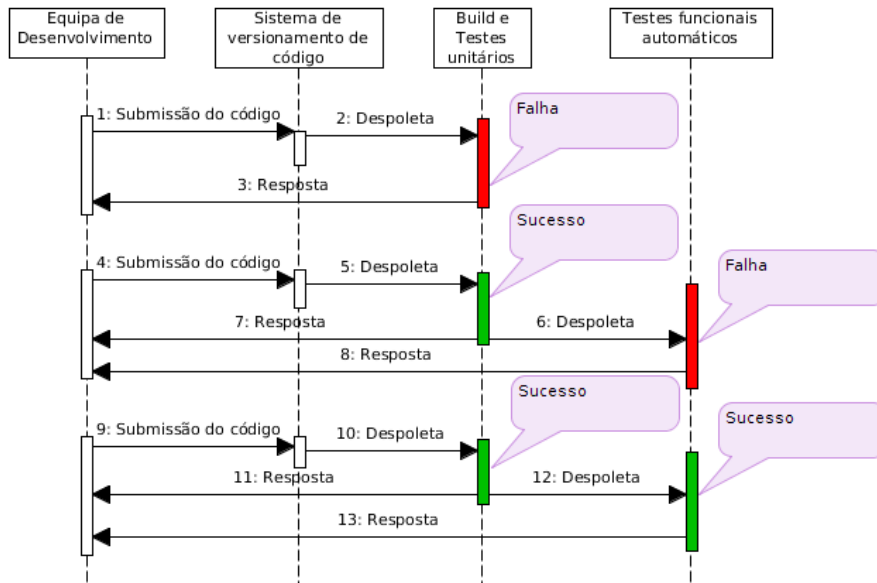 Equipa de
Desenvolvimento
Sistema de
versionamento de
código
Build e
Testes
unitários
Testes funcionais
automáticos
1: Submissão do código
2: Despoleta
Falha
3: Resposta
Sucesso
4: Submissão do código
5: Despoleta
Falha
7: Resposta
6: Despoleta
8: Resposta
Sucesso
9: Submissão do código
10: Despoleta
Sucesso
11: Resposta
12: Despoleta
13: Resposta